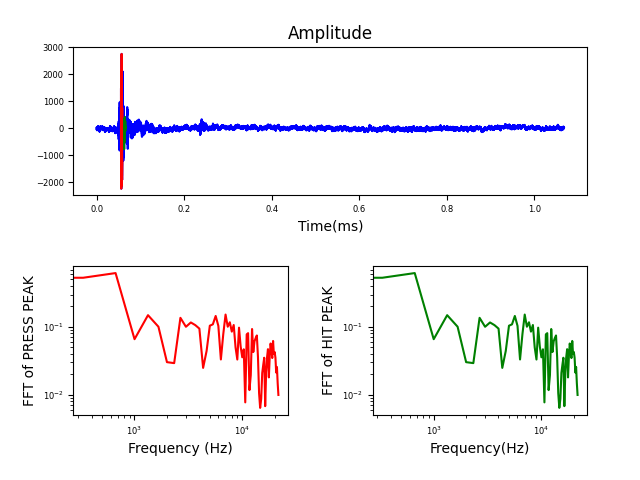 Amplitude
3000
2000
1000
0
−1000
−2000
0.0 0.2 0.4 0.6 0.8 1.0
Time(ms)
FFT of PRESS PEAK
10⁻¹
10⁻²
10³ 10⁴
Frequency (Hz)
FFT of HIT PEAK
10⁻¹
10⁻²
10³ 10⁴
Frequency(Hz)